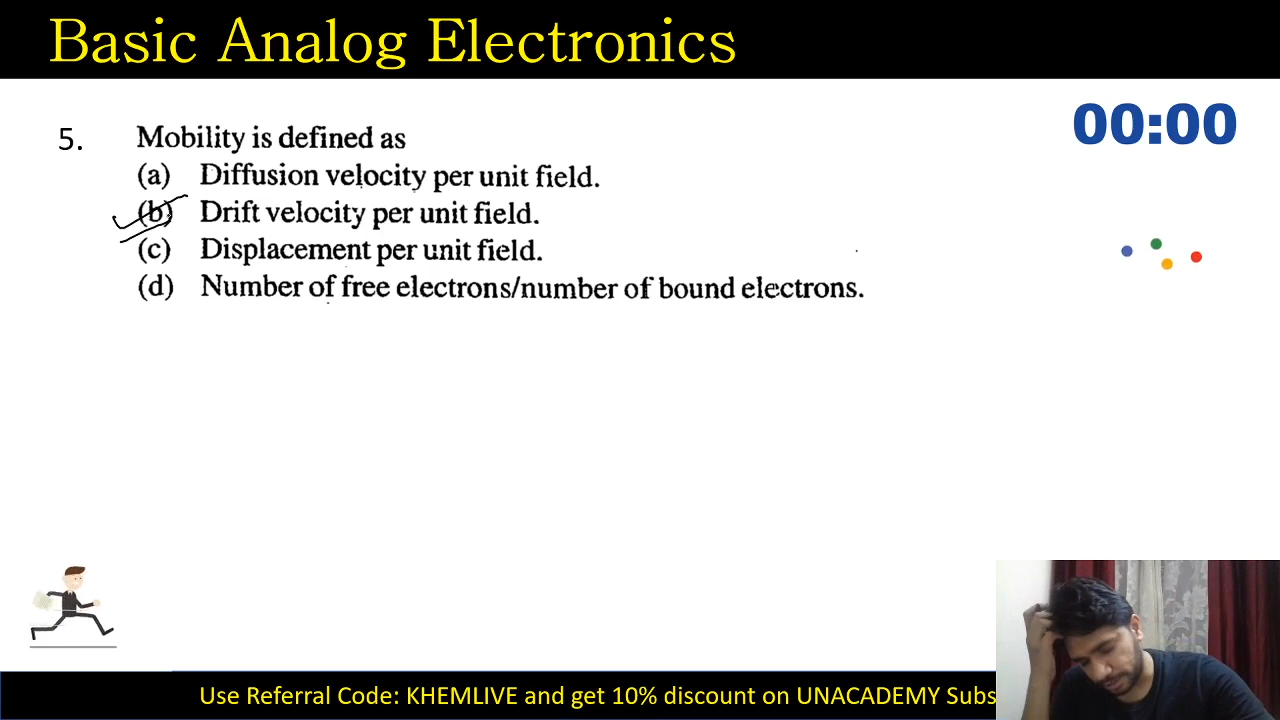 Basic Analog Electronics
00:00
5. Mobility is defined as
(a) Diffusion velocity per unit field.
(b) Drift velocity per unit field.
(c) Displacement per unit field.
(d) Number of free electrons/number of bound electrons.
Use Referral Code: KHEMLIVE and get 10% discount on UNACADEMY Subs